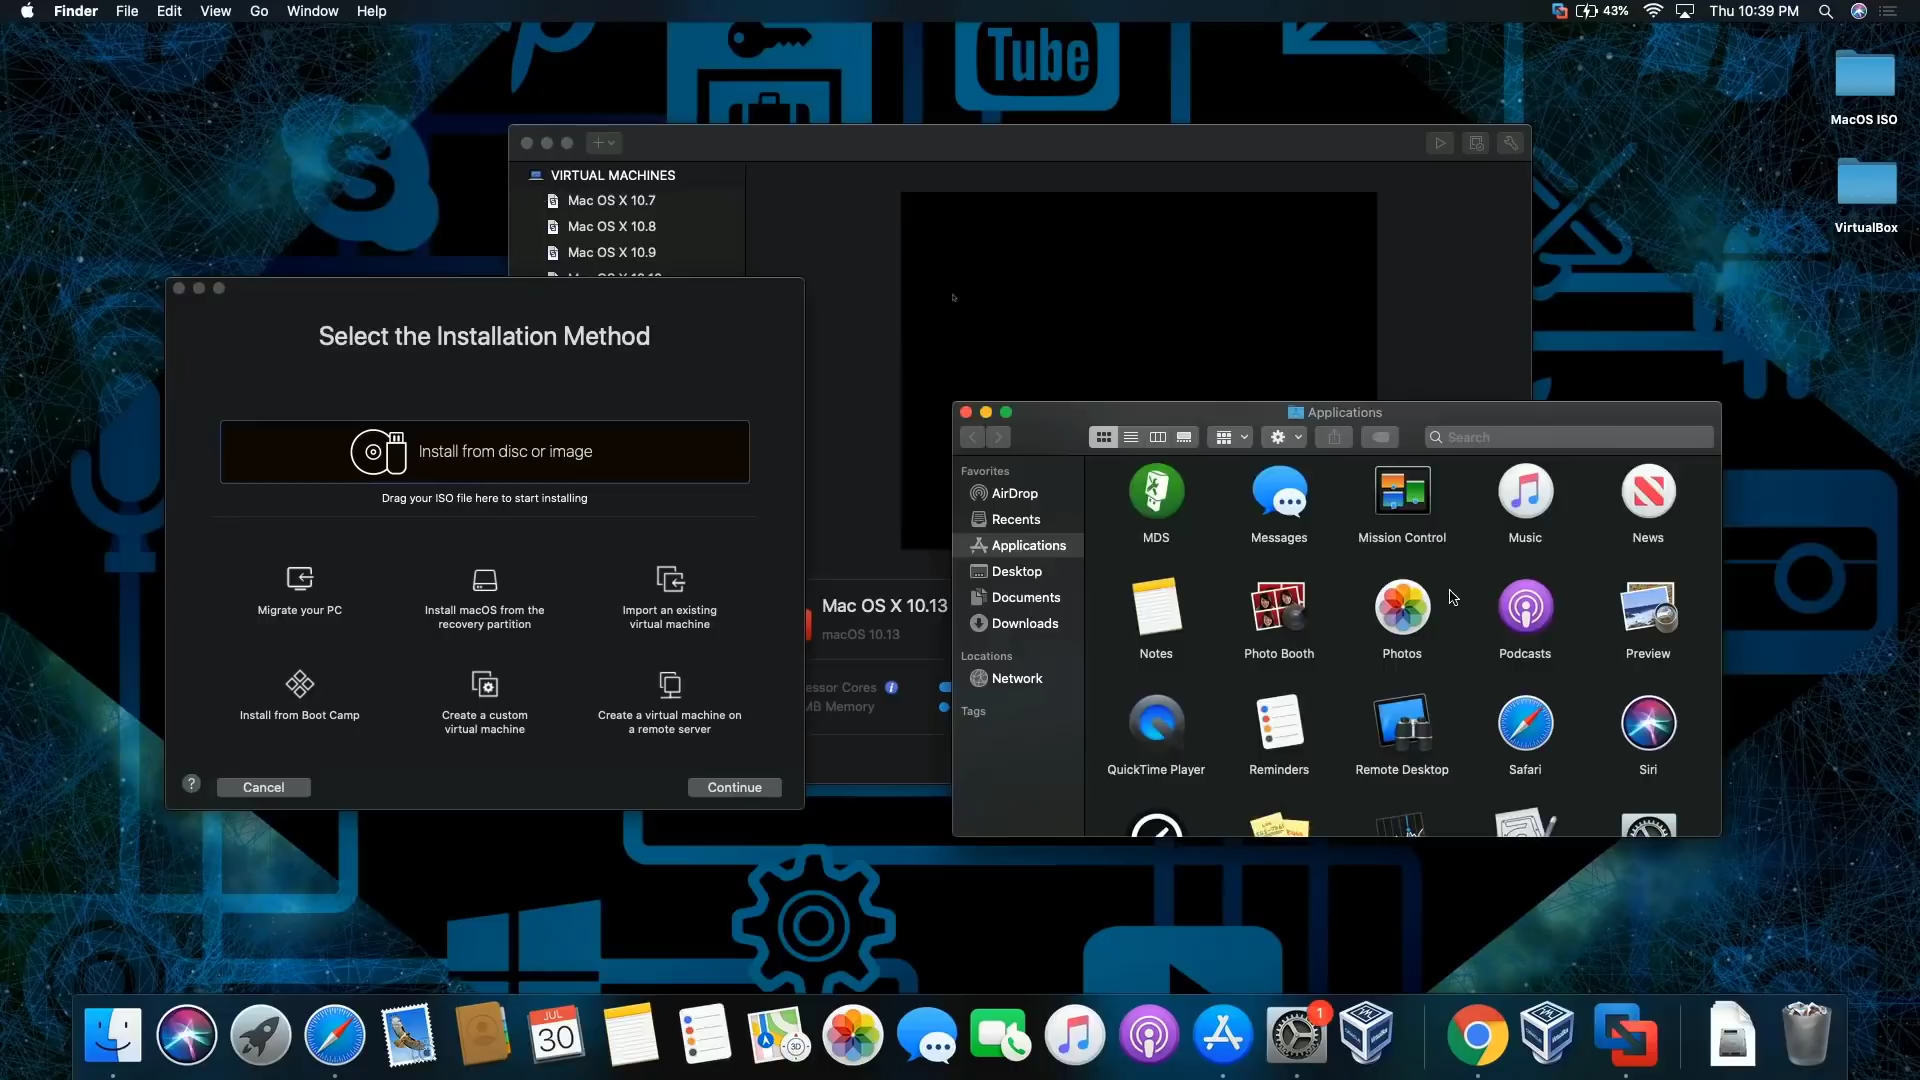 Finder File Edit View Go Window Help
43% Thu 10:39 PM
Tube
MacOS ISO
VirtualBox
VIRTUAL MACHINES
Mac OS X 10.7
Mac OS X 10.8
Mac OS X 10.9
Select the Installation Method
Install from disc or image
Drag your ISO file here to start installing
Migrate your PC
Install macOS from the
recovery partition
Import an existing
virtual machine
Install from Boot Camp
Create a custom
virtual machine
Create a virtual machine on
a remote server
?
Cancel
Continue
Mac OS X 10.13
macOS 10.13
essor Cores
MB Memory
Applications
Search
Favorites
AirDrop
Recents
Applications
Desktop
Documents
Downloads
Locations
Network
Tags
MDS
Messages
Mission Control
Music
News
Notes
Photo Booth
Photos
Podcasts
Preview
QuickTime Player
Reminders
Remote Desktop
Safari
Siri
JUL
30
3D
1